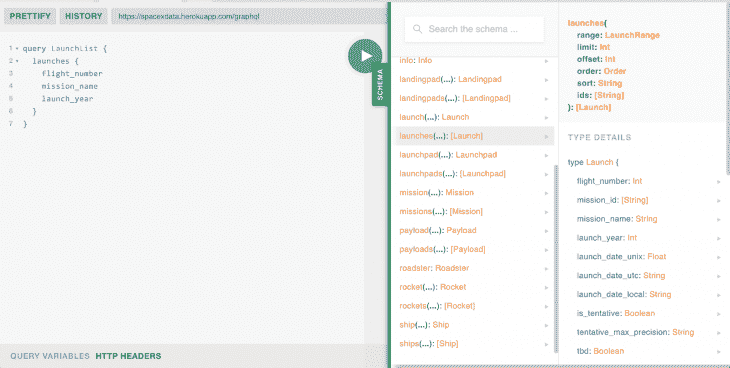 PRETTIFY
HISTORY
https://spacexdata.herokuapp.com/graphql
1 query LaunchList {
2 launches {
3 flight_number
4 mission_name
5 launch_year
6 }
7 }
QUERY VARIABLES HTTP HEADERS
SCHEMA
Search the schema ...
info: Info
landingpad(...): Landingpad
landingpads(...): [Landingpad]
launch(...): Launch
launches(...): [Launch]
launchpad(...): Launchpad
launchpads(...): [Launchpad]
mission(...): Mission
missions(...): [Mission]
payload(...): Payload
payloads(...): [Payload]
roadster: Roadster
rocket(...): Rocket
rockets(...): [Rocket]
ship(...): Ship
ships(...): [Ship]
launches(
range: LaunchRange
limit: Int
offset: Int
order: Order
sort: String
ids: [String]
): [Launch]
TYPE DETAILS
type Launch {
flight_number: Int
mission_id: [String]
mission_name: String
launch_year: Int
launch_date_unix: Float
launch_date_utc: String
launch_date_local: String
is_tentative: Boolean
tentative_max_precision: String
tbd: Boolean